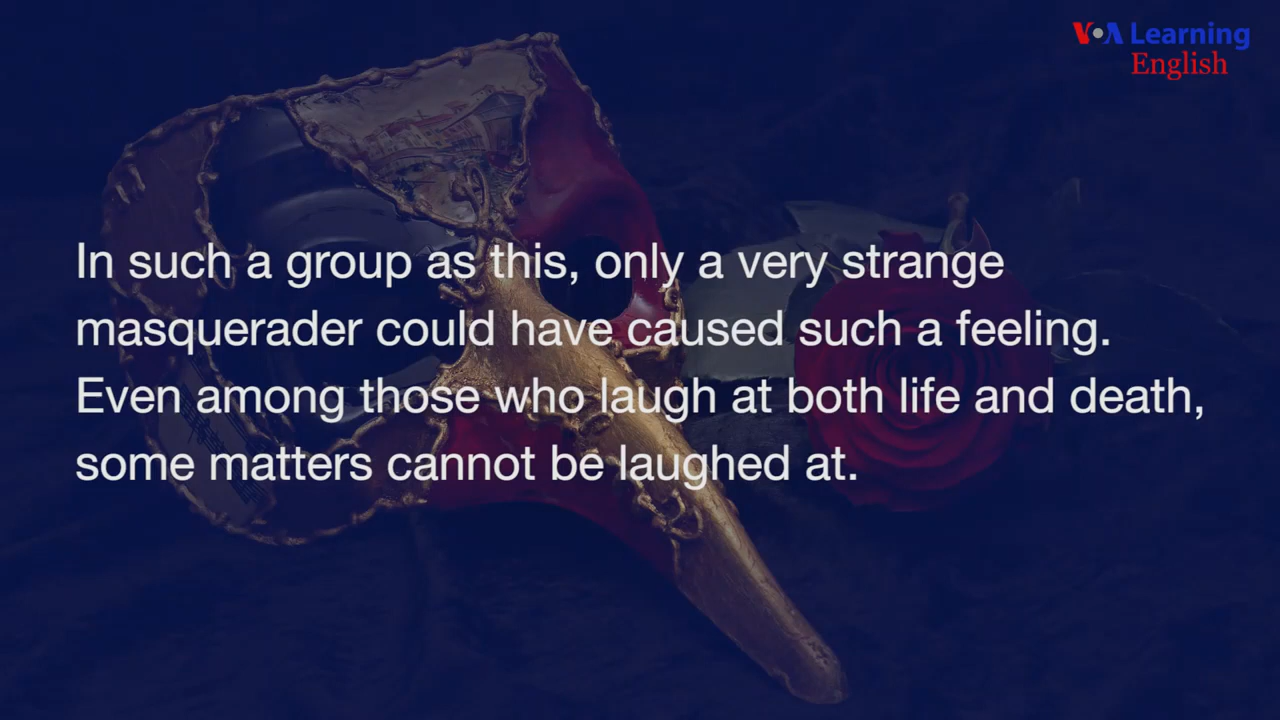 VOA Learning
English
In such a group as this, only a very strange
masquerader could have caused such a feeling.
Even among those who laugh at both life and death,
some matters cannot be laughed at.